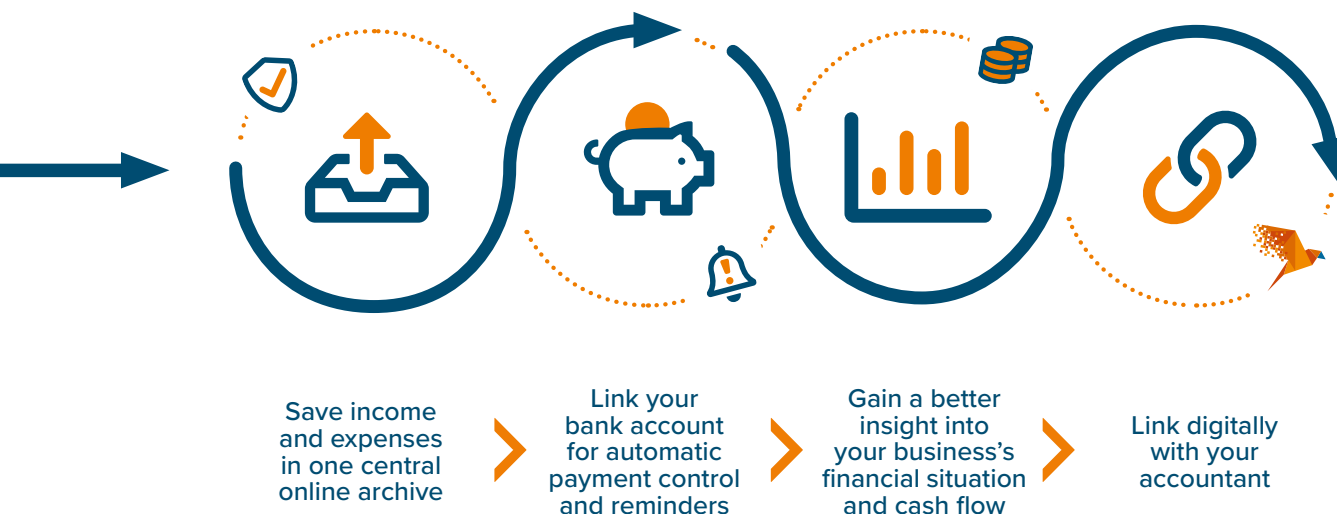 Save income
and expenses
in one central
online archive
Link your
bank account
for automatic
payment control
and reminders
Gain a better
insight into
your business's
financial situation
and cash flow
Link digitally
with your
accountant